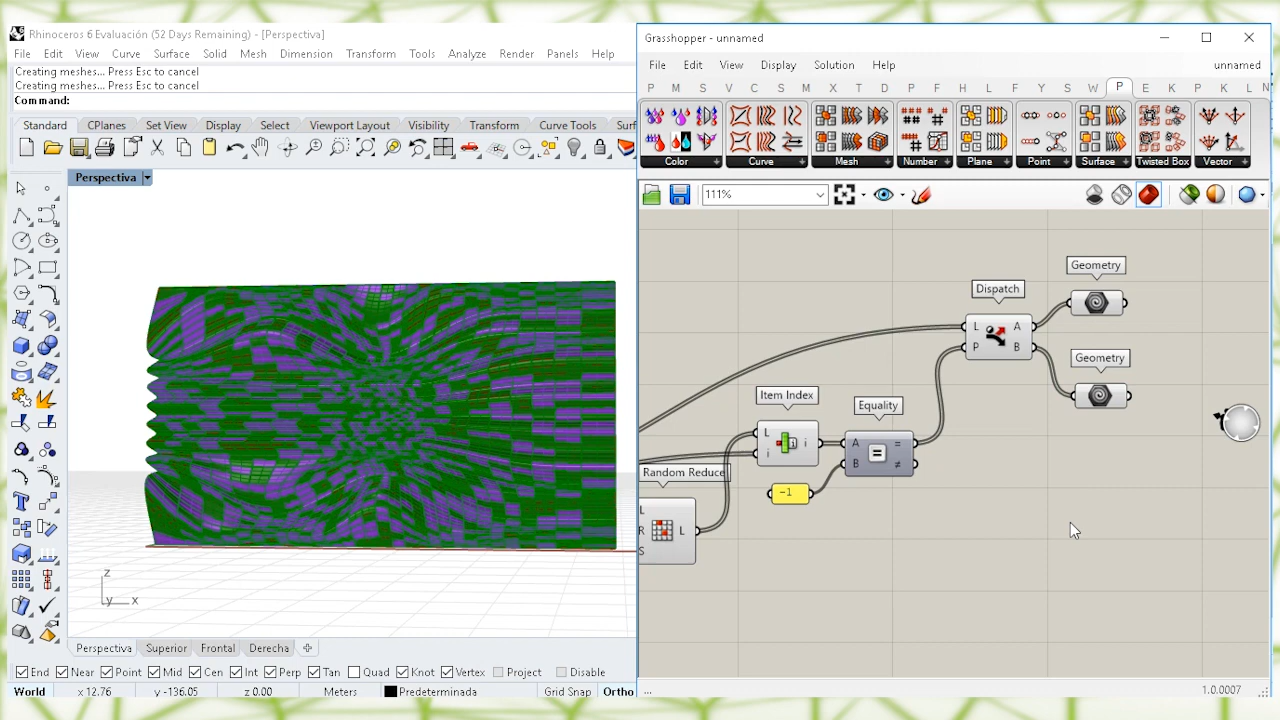 Rhinoceros 6 Evaluación (52 Days Remaining) - [Perspectiva]
File Edit View Curve Surface Solid Mesh Dimension Transform Tools Analyze Render Panels Help
Creating meshes... Press Esc to cancel
Creating meshes... Press Esc to cancel
Command:
Standard CPlanes Set View Display Select Viewport Layout Visibility Transform Curve Tools Surf
Perspectiva
z
y x
Perspectiva Superior Frontal Derecha
End Near Point Mid Cen Int Perp Tan Quad Knot Vertex Project Disable
World x 12.76 y -136.05 z 0.00 Meters Predeterminada Grid Snap Ortho
Grasshopper - unnamed
File Edit View Display Solution Help unnamed
P M S V C S M X T D P F H L F Y S W P E K P X K L N
Color Curve Mesh Number Plane Point Surface Twisted Box Vector
111%
Geometry
Dispatch
L A
P B
Geometry
Item Index
L
i i
Equality
A =
B ≠
-1
Random Reduce
L
R L
S
...
1.0.0007